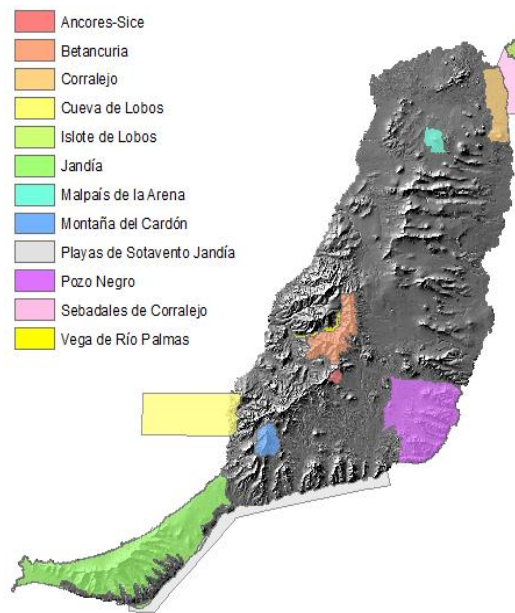 Ancores-Sice
Betancuria
Corralejo
Cueva de Lobos
Islote de Lobos
Jandía
Malpaís de la Arena
Montaña del Cardón
Playas de Sotavento Jandía
Pozo Negro
Sebadales de Corralejo
Vega de Río Palmas